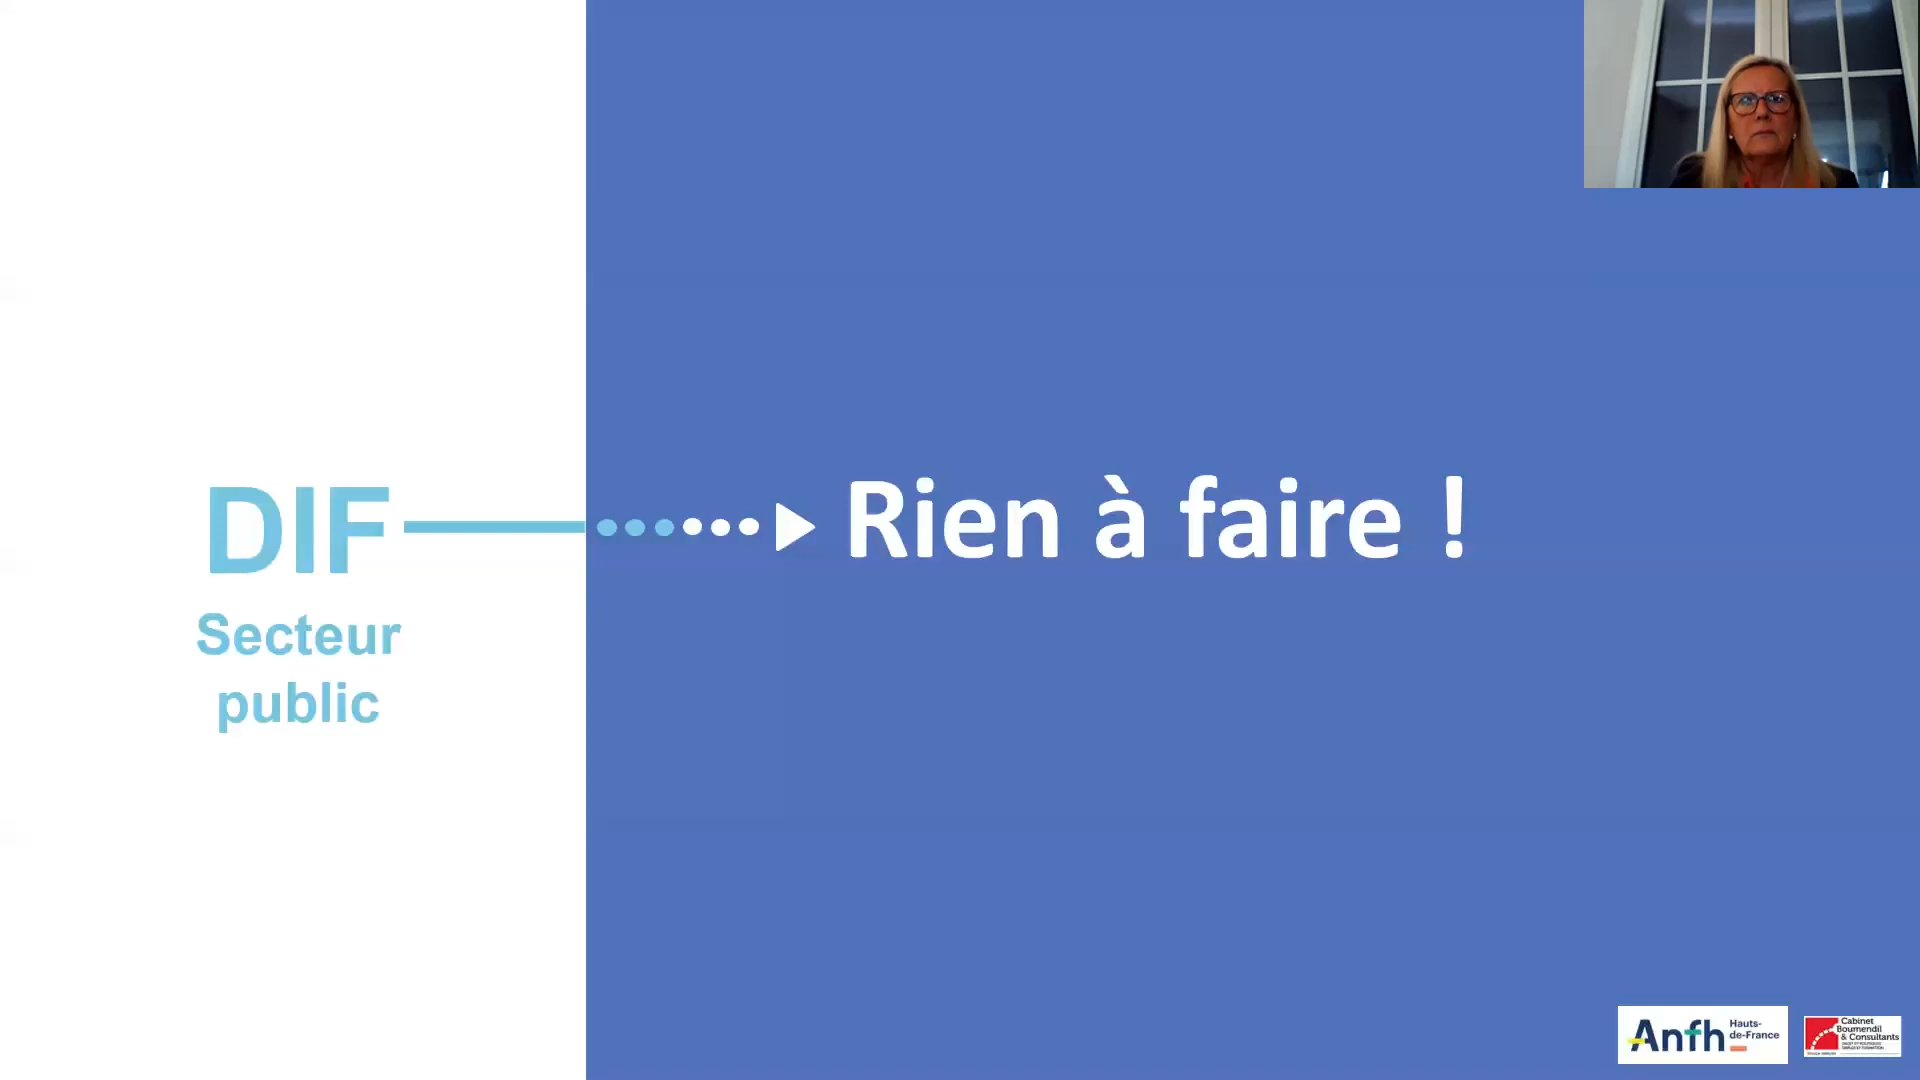 DIF
Secteur
public
Rien à faire !
Anfh
Hauts-
de-France
Cabinet
Boumendil
& Consultants